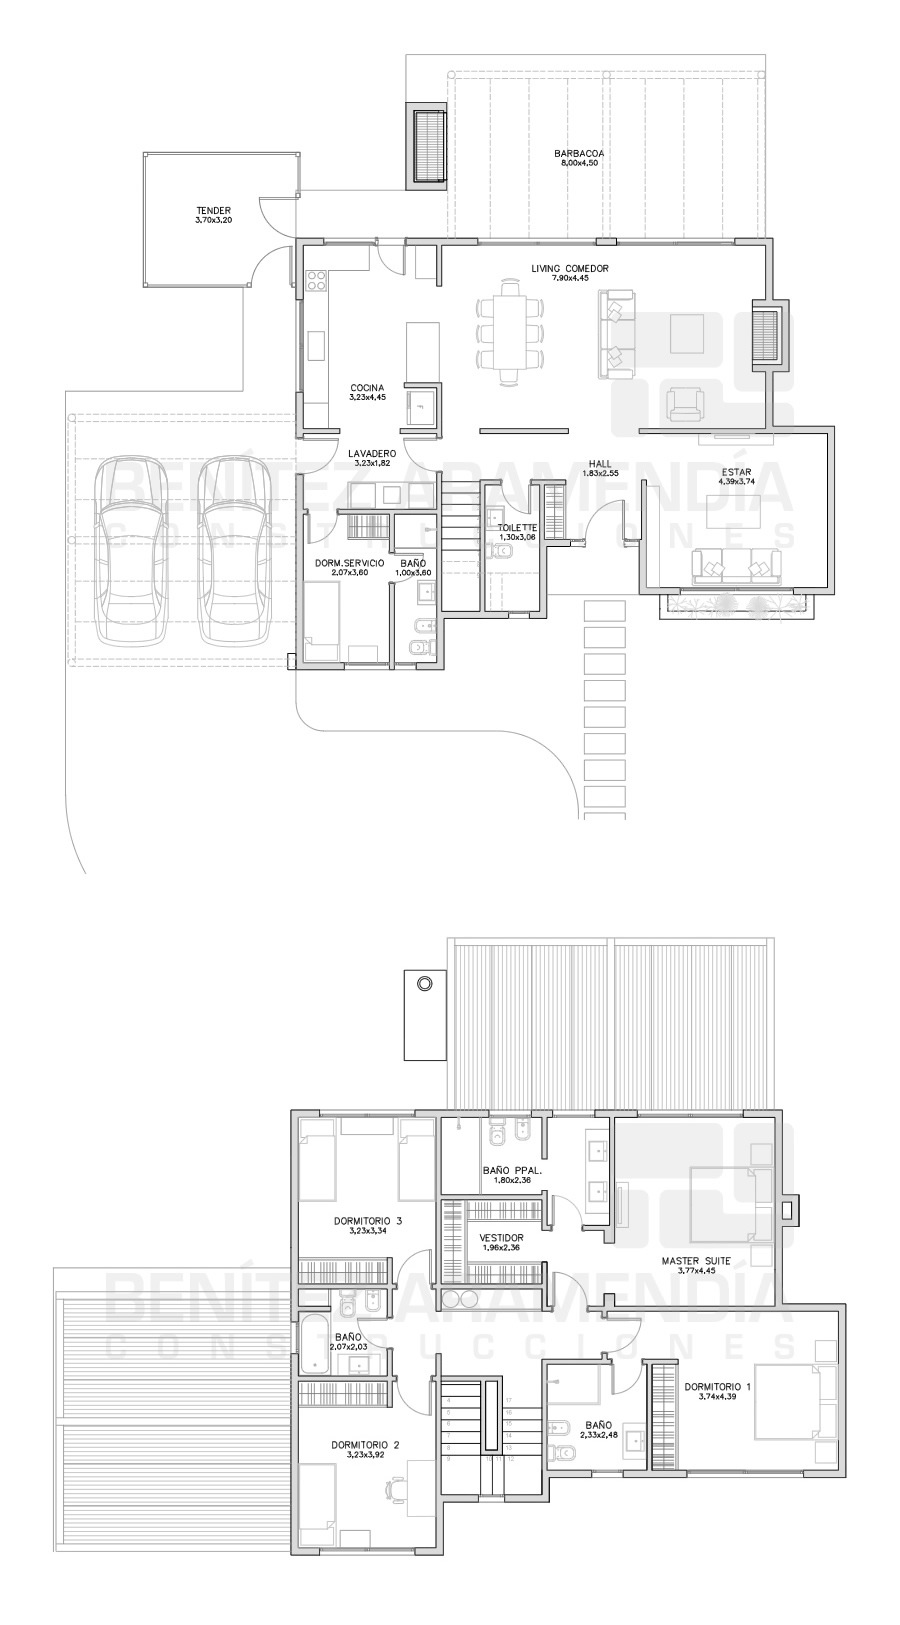 BARBACOA
8,00x4,50
TENDER
3.70x3.20
LIVING COMEDOR
7.90x4.45
COCINA
3,23x4,45
LAVADERO
3.23x1,82
HALL
1.83x2.55
ESTAR
4,39x3,74
BENÍTEZ ARAMENDÍA
CONSTRUCCIONES
TOILETTE
1,30x3,06
DORM.SERVICIO
2.07x3,60
BAÑO
1,00x3,60
BAÑO PPAL.
1,80x2,36
DORMITORIO 3
3,23x3,34
VESTIDOR
1,96x2,36
MASTER SUITE
3.77x4.45
BENÍTEZ ARAMENDÍA
CONSTRUCCIONES
BAÑO
2.07x2,03
DORMITORIO 1
3.74x4.39
4 17
5 16
6 15
7 14
8 13
9 10 11 12
BAÑO
2,33x2,48
DORMITORIO 2
3,23x3,92